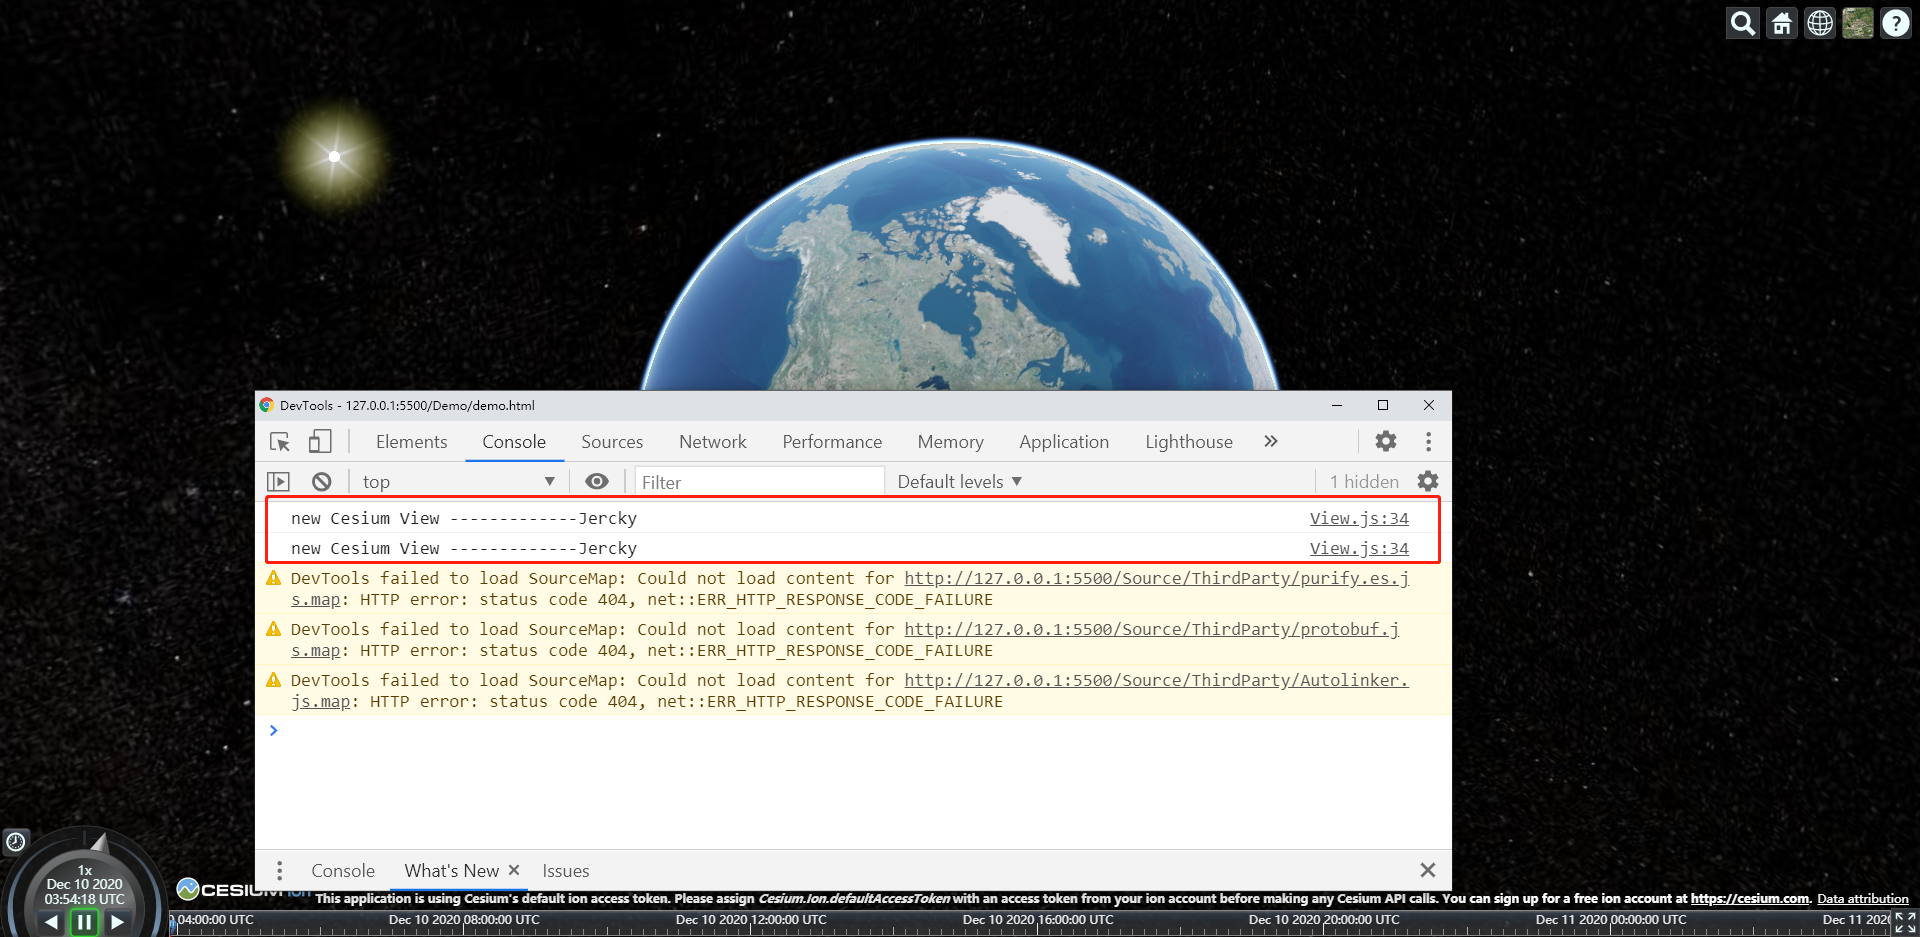 DevTools - 127.0.0.1:5500/Demo/demo.html
Elements Console Sources Network Performance Memory Application Lighthouse »
top ▼ Filter Default levels ▼ 1 hidden
new Cesium View -------------Jercky View.js:34
new Cesium View -------------Jercky View.js:34
DevTools failed to load SourceMap: Could not load content for http://127.0.0.1:5500/Source/ThirdParty/purify.es.j
s.map: HTTP error: status code 404, net::ERR_HTTP_RESPONSE_CODE_FAILURE
DevTools failed to load SourceMap: Could not load content for http://127.0.0.1:5500/Source/ThirdParty/protobuf.j
s.map: HTTP error: status code 404, net::ERR_HTTP_RESPONSE_CODE_FAILURE
DevTools failed to load SourceMap: Could not load content for http://127.0.0.1:5500/Source/ThirdParty/Autolinker.
js.map: HTTP error: status code 404, net::ERR_HTTP_RESPONSE_CODE_FAILURE
Console What's New × Issues
1x
Dec 10 2020
03:54:18 UTC
CESIUM ion
This application is using Cesium's default ion access token. Please assign Cesium.Ion.defaultAccessToken with an access token from your ion account before making any Cesium API calls. You can sign up for a free ion account at https://cesium.com. Data attribution
04:00:00 UTC Dec 10 2020 08:00:00 UTC Dec 10 2020 12:00:00 UTC Dec 10 2020 16:00:00 UTC Dec 10 2020 20:00:00 UTC Dec 11 2020 00:00:00 UTC Dec 11